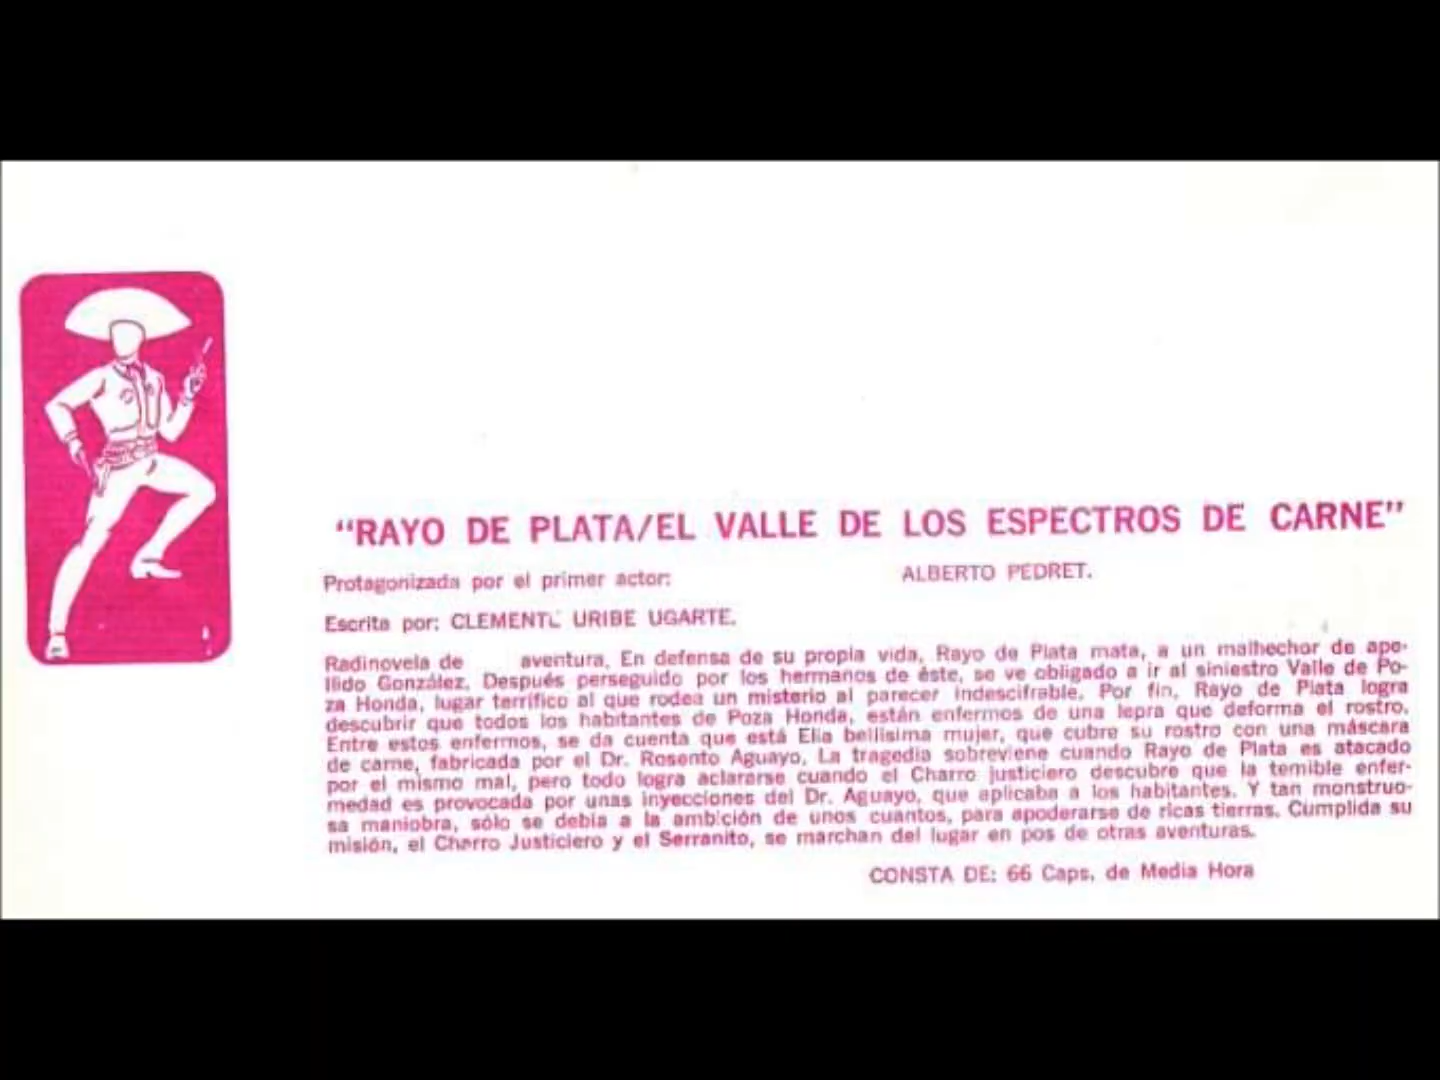 “RAYO DE PLATA/EL VALLE DE LOS ESPECTROS DE CARNE”
Protagonizada por el primer actor: ALBERTO PEDRET.
Escrita por: CLEMENTE URIBE UGARTE.
Radinovela de aventura, En defensa de su propia vida, Rayo de Plata mata, a un malhechor de ape-
llido González. Después perseguido por los hermanos de éste, se ve obligado a ir al siniestro Valle de Po-
za Honda, lugar terrífico al que rodea un misterio al parecer indescifrable. Por fin, Rayo de Plata logra
descubrir que todos los habitantes de Poza Honda, están enfermos de una lepra que deforma el rostro.
Entre estos enfermos, se da cuenta que está Elia bellísima mujer, que cubre su rostro con una máscara
de carne, fabricada por el Dr. Rosento Aguayo, La tragedia sobreviene cuando Rayo de Plata es atacado
por el mismo mal, pero todo logra aclararse cuando el Charro justiciero descubre que la temible enfer-
medad es provocada por unas inyecciones del Dr. Aguayo, que aplicaba a los habitantes. Y tan monstruo-
sa maniobra, sólo se debía a la ambición de unos cuantos, para apoderarse de ricas tierras. Cumplida su
misión, el Charro Justiciero y el Serranito, se marchan del lugar en pos de otras aventuras.
CONSTA DE: 66 Caps. de Media Hora